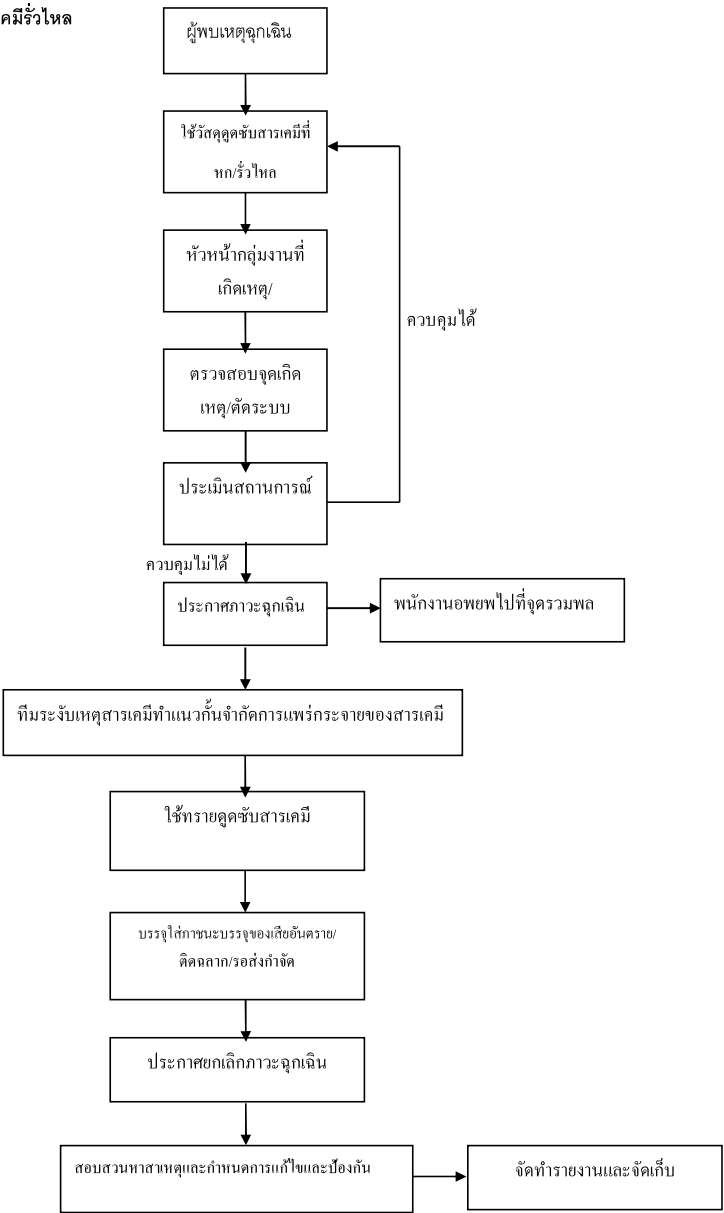 คมีรั่วไหล
ผู้พบเหตุฉุกเฉิน
ใช้วัสดุดูดซับสารเคมีที่
หก/รั่วไหล
หัวหน้ากลุ่มงานที่
เกิดเหตุ/
ควบคุมได้
ตรวจสอบจุดเกิด
เหตุ/ตัดระบบ
ประเมินสถานการณ์
ควบคุมไม่ได้
ประกาศภาวะฉุกเฉิน
พนักงานอพยพไปที่จุดรวมพล
ทีมระงับเหตุสารเคมีทำแนวกั้นจำกัดการแพร่กระจายของสารเคมี
ใช้ทรายดูดซับสารเคมี
บรรจุใส่ภาชนะบรรจุของเสียอันตราย/
ติดฉลาก/รอส่งกำจัด
ประกาศยกเลิกภาวะฉุกเฉิน
สอบสวนหาสาเหตุและกำหนดการแก้ไขและป้องกัน
จัดทำรายงานและจัดเก็บ